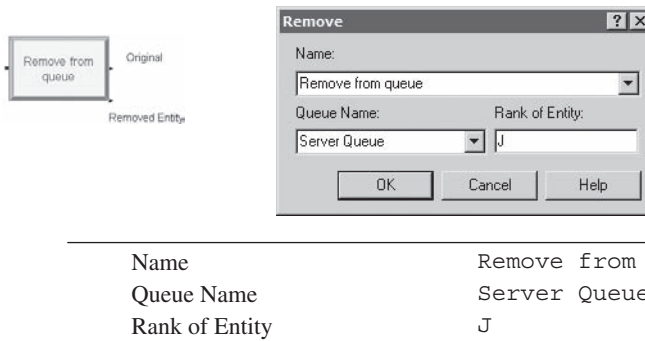 Remove from
queue
Original
Removed Entity
Remove
Name:
Remove from queue
Queue Name:
Rank of Entity:
Server Queue
J
OK
Cancel
Help
Name Remove from
Queue Name Server Queue
Rank of Entity J